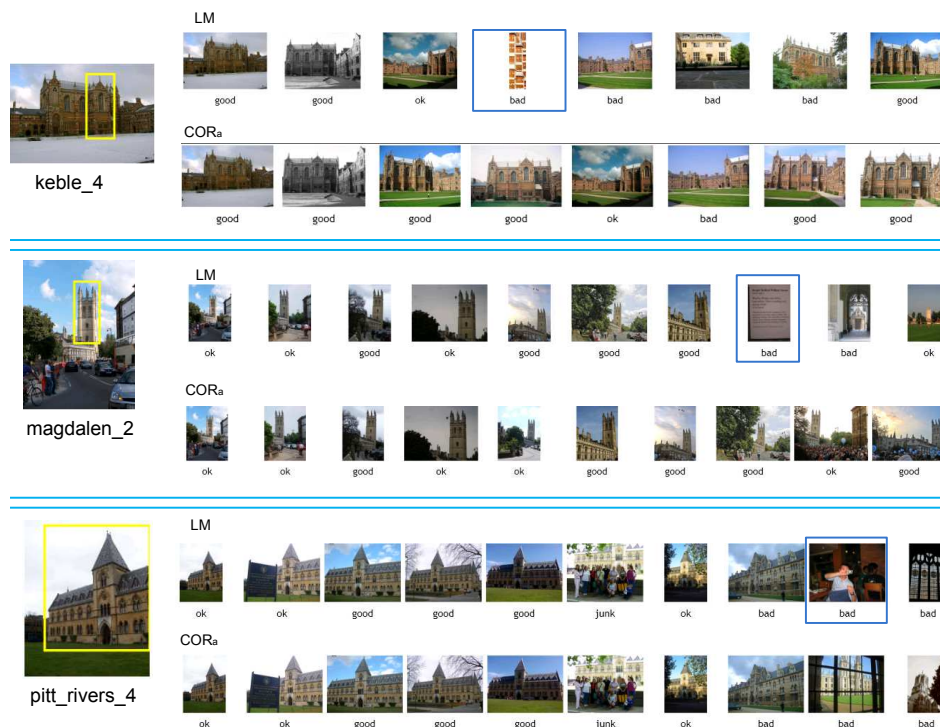 LM
good good ok bad bad bad bad good
CORa
keble_4
good good good good ok bad good good
LM
ok ok good ok good good good bad bad ok
CORa
magdalen_2
ok ok good ok ok good good good ok good
LM
ok ok good good good junk ok bad bad bad
CORa
pitt_rivers_4
ok ok good good good junk ok bad bad bad